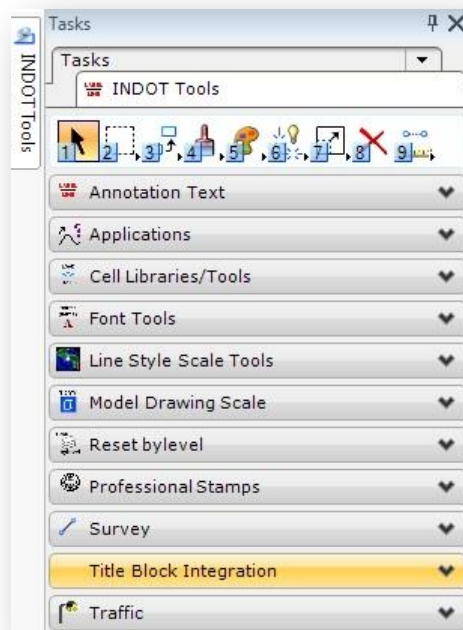 Tasks
INDOT Tools
Tasks
INDOT Tools
1 2 3 4 5 6 7 8 9
Annotation Text
Applications
Cell Libraries/Tools
Font Tools
Line Style Scale Tools
Model Drawing Scale
Reset bylevel
Professional Stamps
Survey
Title Block Integration
Traffic